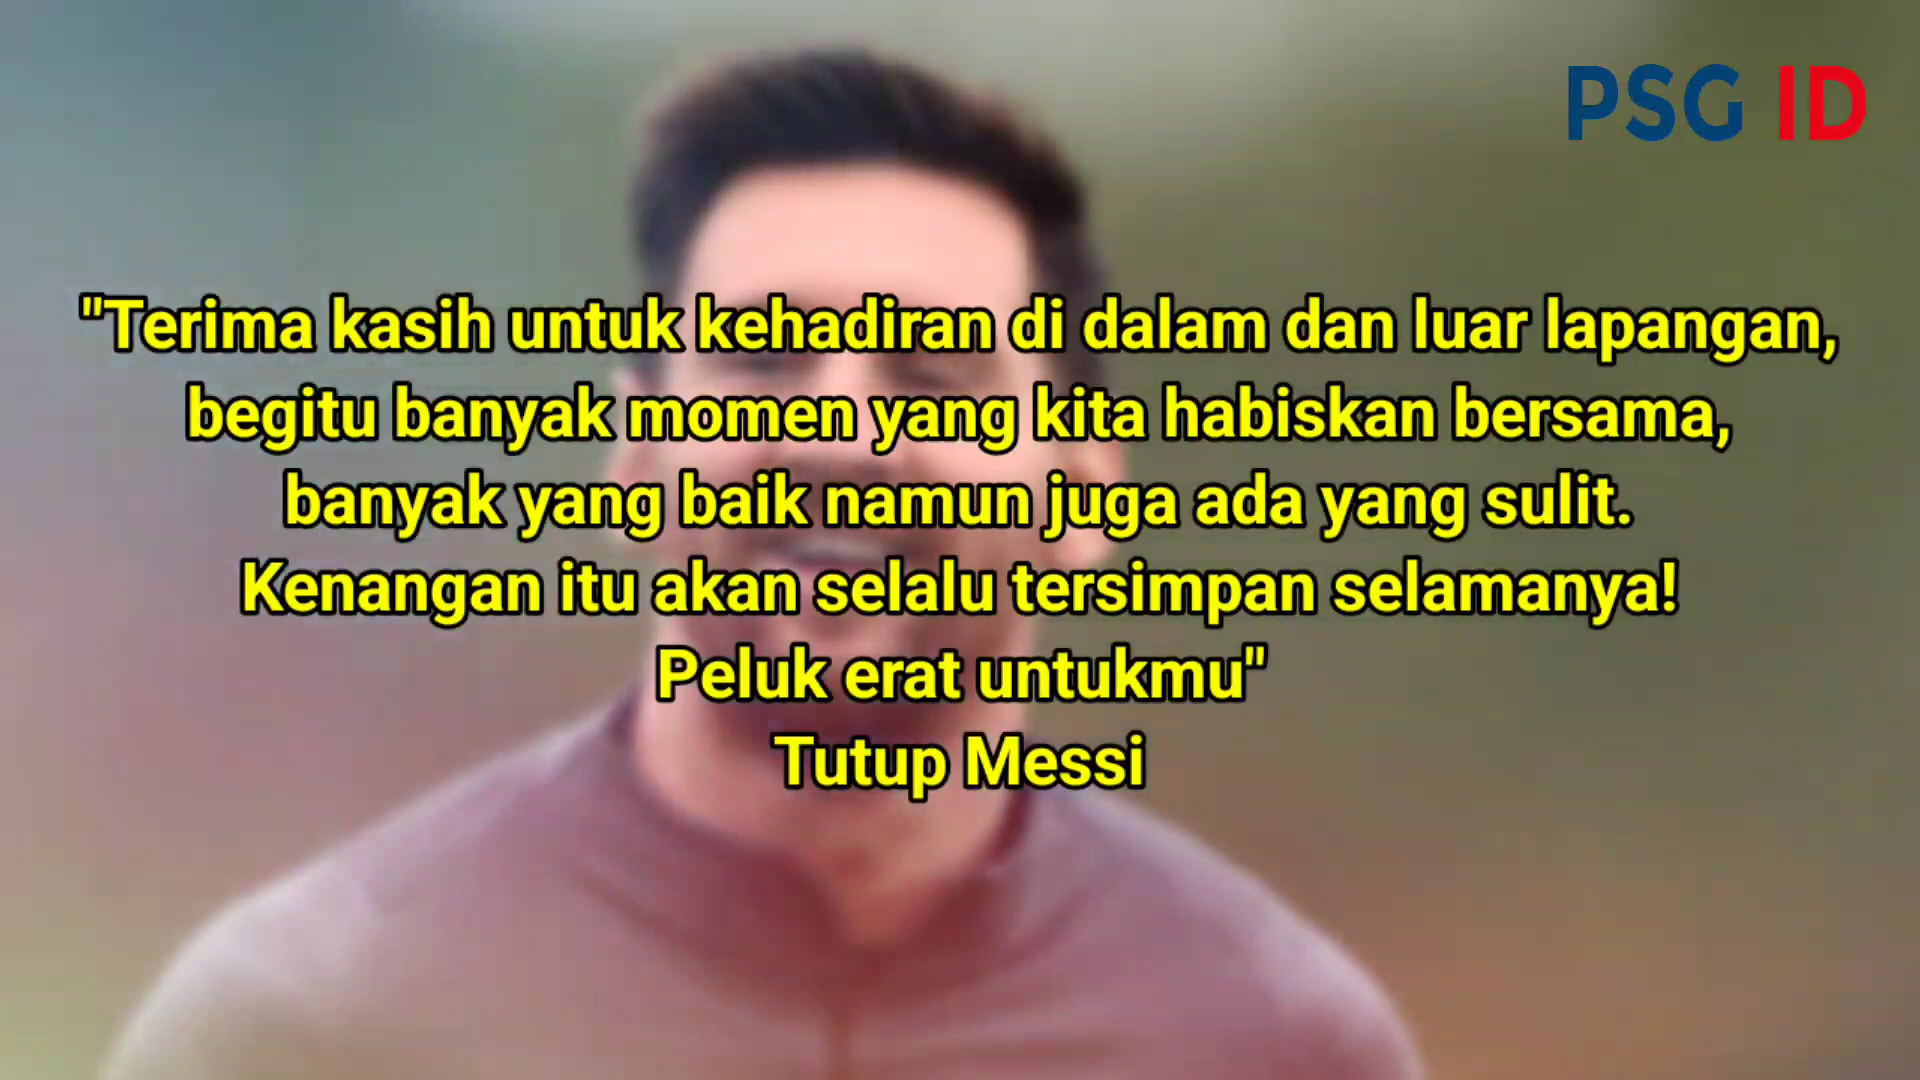 PSG ID
"Terima kasih untuk kehadiran di dalam dan luar lapangan,
begitu banyak momen yang kita habiskan bersama,
banyak yang baik namun juga ada yang sulit.
Kenangan itu akan selalu tersimpan selamanya!
Peluk erat untukmu"
Tutup Messi